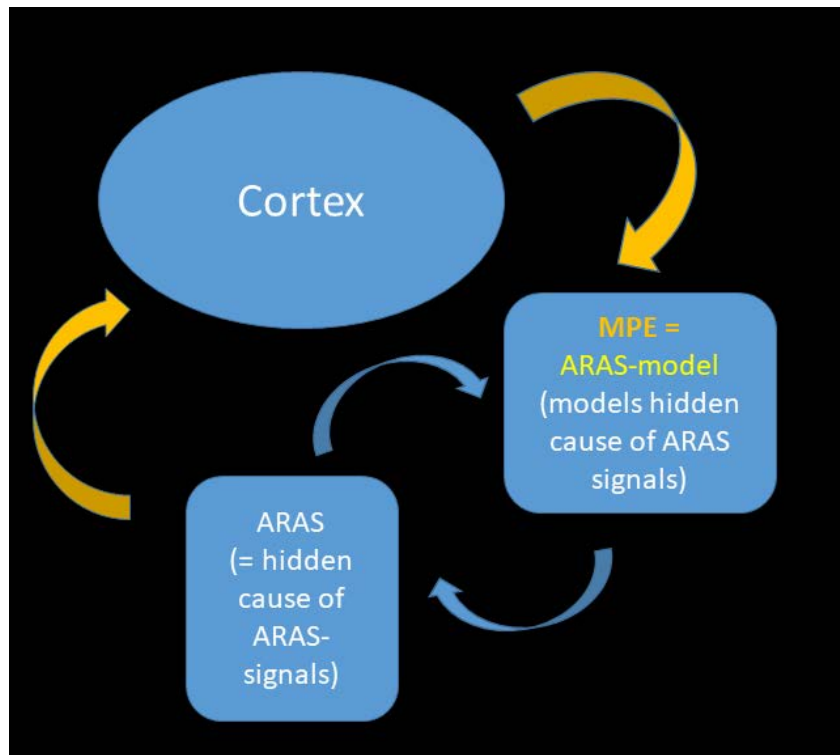 Cortex
MPE =
ARAS-model
(models hidden
cause of ARAS
signals)
ARAS
(= hidden
cause of
ARAS-
signals)